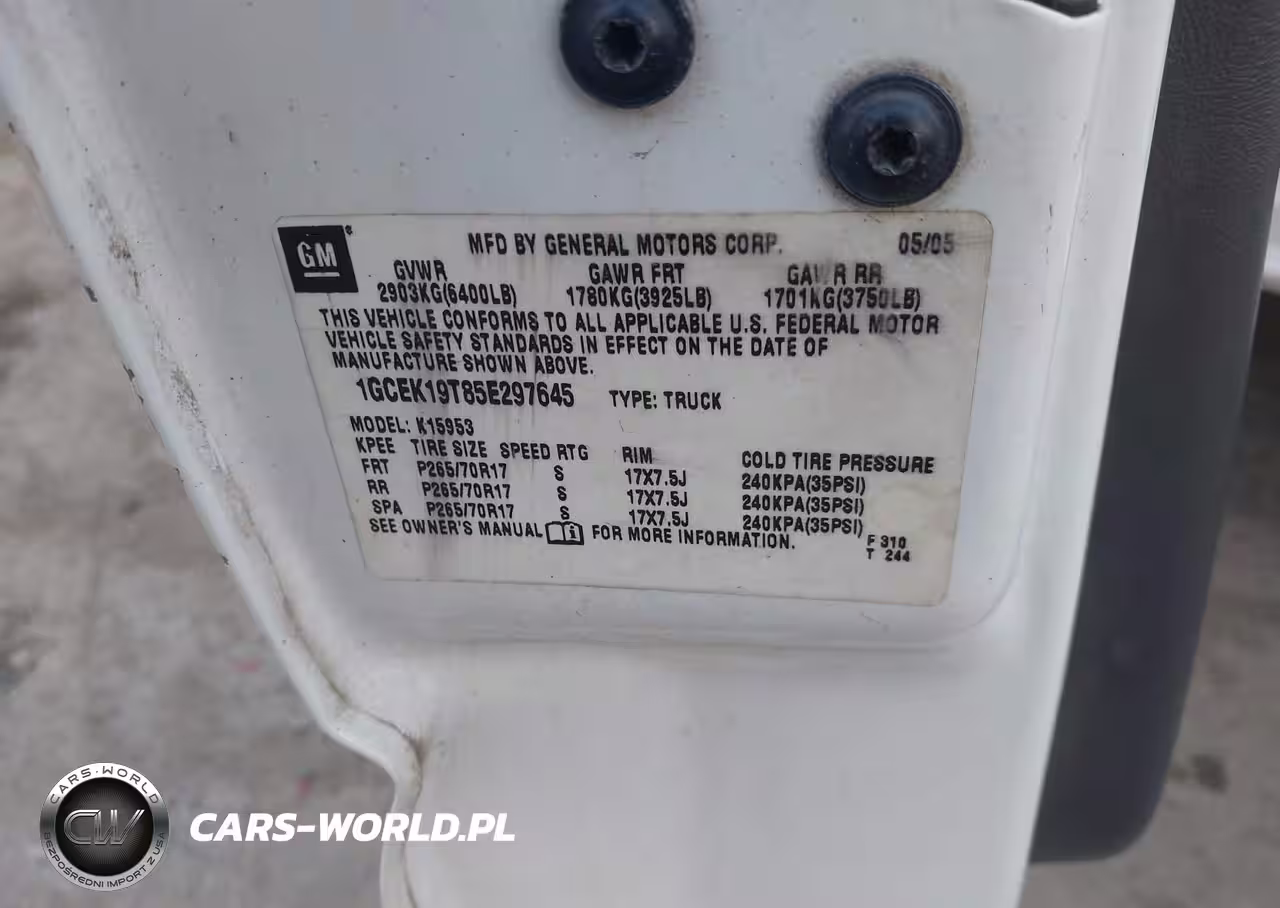 GM
MFD BY GENERAL MOTORS CORP. 05/05
GVWR GAWR FRT GAWR RR
2903KG(6400LB) 1780KG(3925LB) 1701KG(3750LB)
THIS VEHICLE CONFORMS TO ALL APPLICABLE U.S. FEDERAL MOTOR
VEHICLE SAFETY STANDARDS IN EFFECT ON THE DATE OF
MANUFACTURE SHOWN ABOVE.
1GCEK19T85E297645 TYPE: TRUCK
MODEL: K15953
KPEE TIRE SIZE SPEED RTG RIM COLD TIRE PRESSURE
FRT P265/70R17 S 17X7.5J 240KPA(35PSI)
RR P265/70R17 S 17X7.5J 240KPA(35PSI)
SPA P265/70R17 S 17X7.5J 240KPA(35PSI)
SEE OWNER'S MANUAL FOR MORE INFORMATION.
F 310
T 244
CARS-WORLD
CW
BEZPOŚREDNI IMPORT Z USA
CARS-WORLD.PL